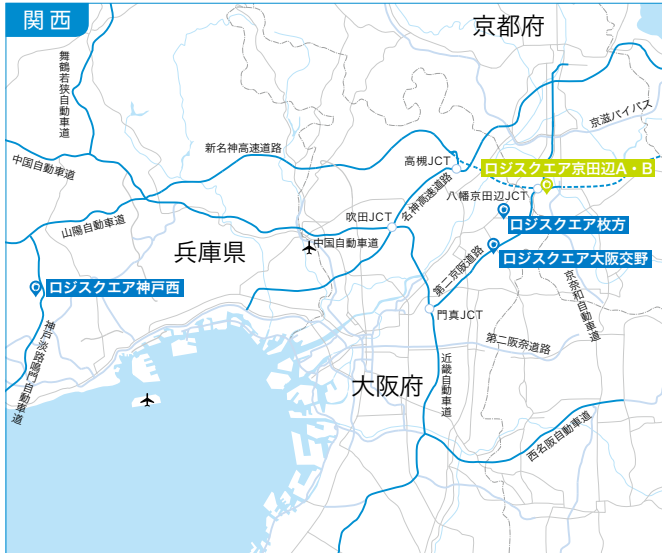 関西
京都府
舞鶴若狭自動車道
京滋バイパス
新名神高速道路
高槻JCT
中国自動車道
ロジスクエア京田辺A・B
名神高速道路
八幡京田辺JCT
吹田JCT
山陽自動車道
ロジスクエア枚方
兵庫県
中国自動車道
ロジスクエア大阪交野
第二京阪道路
ロジスクエア神戸西
京奈和自動車道
門真JCT
神戸淡路鳴門自動車道
第二阪奈道路
近畿自動車道
大阪府
西名阪自動車道